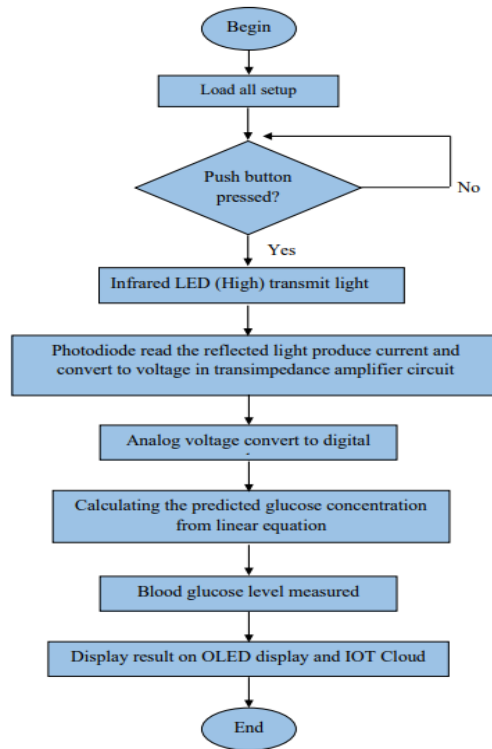 Begin
Load all setup
Push button
pressed?
No
Yes
Infrared LED (High) transmit light
Photodiode read the reflected light produce current and
convert to voltage in transimpedance amplifier circuit
Analog voltage convert to digital
.
Calculating the predicted glucose concentration
from linear equation
Blood glucose level measured
Display result on OLED display and IOT Cloud
End